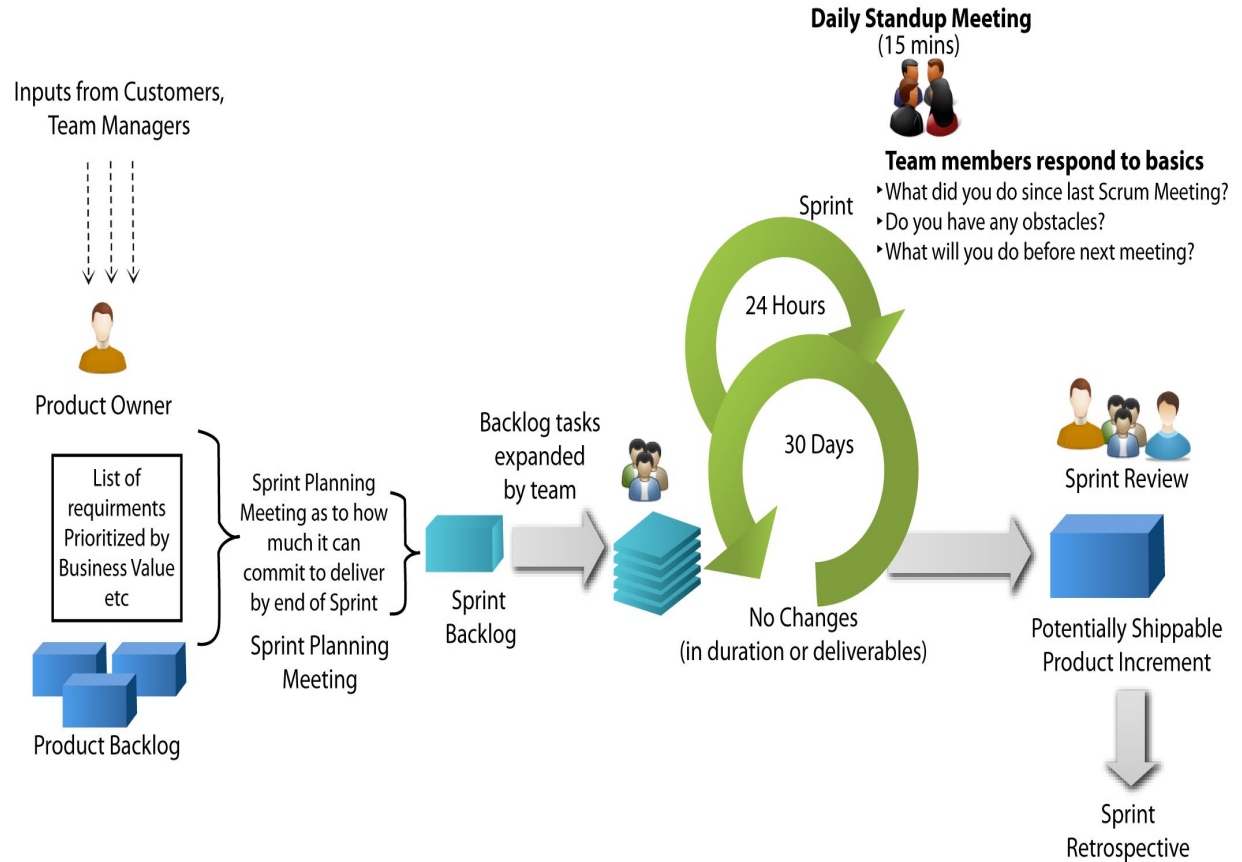 Daily Standup Meeting
(15 mins)
Inputs from Customers,
Team Managers
Team members respond to basics
‣What did you do since last Scrum Meeting?
‣Do you have any obstacles?
‣What will you do before next meeting?
Sprint
24 Hours
30 Days
Product Owner
List of
requirments
Prioritized by
Business Value
etc
Product Backlog
Sprint Planning
Meeting as to how
much it can
commit to deliver
by end of Sprint
Sprint Planning
Meeting
Sprint
Backlog
Backlog tasks
expanded
by team
No Changes
(in duration or deliverables)
Sprint Review
Potentially Shippable
Product Increment
Sprint
Retrospective